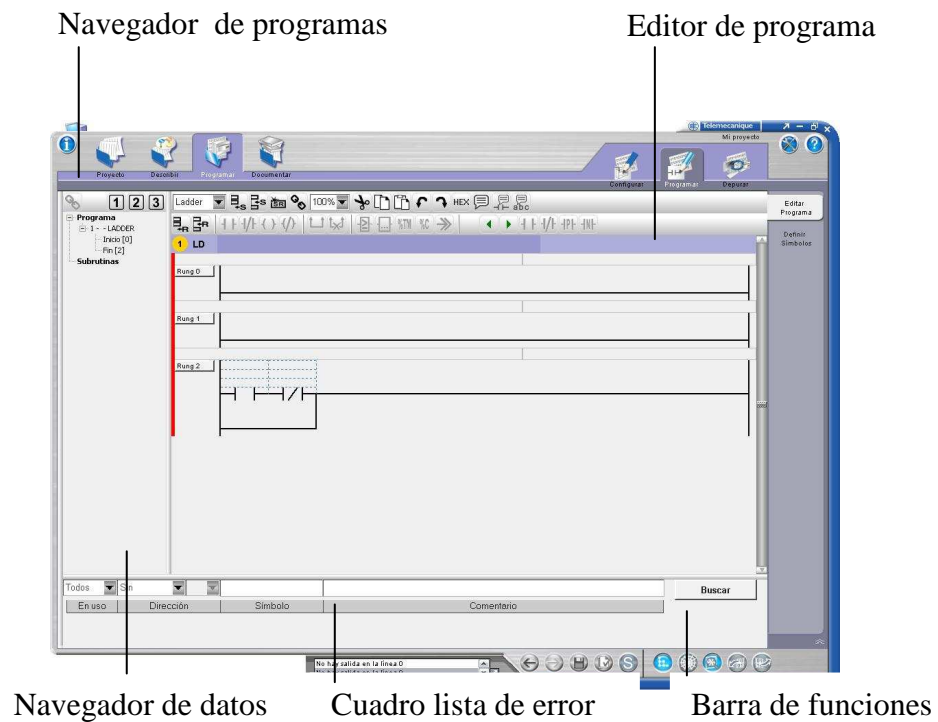 Navegador de programas
Editor de programa
Telemecanique
Mi proyecto
Proyecto
Describir
Programar
Documentar
Configurar
Programar
Depurar
1 2 3
Ladder
100%
HEX
abc
Editar
Programa
Definir
Símbolos
Programa
1 - - LADDER
Inicio [0]
Fin [2]
Subrutinas
%TM %C
1 LD
Rung 0
Rung 1
Rung 2
Todos
Sin
Buscar
En uso
Dirección
Símbolo
Comentario
No hay salida en la línea 0
Navegador de datos
Cuadro lista de error
Barra de funciones